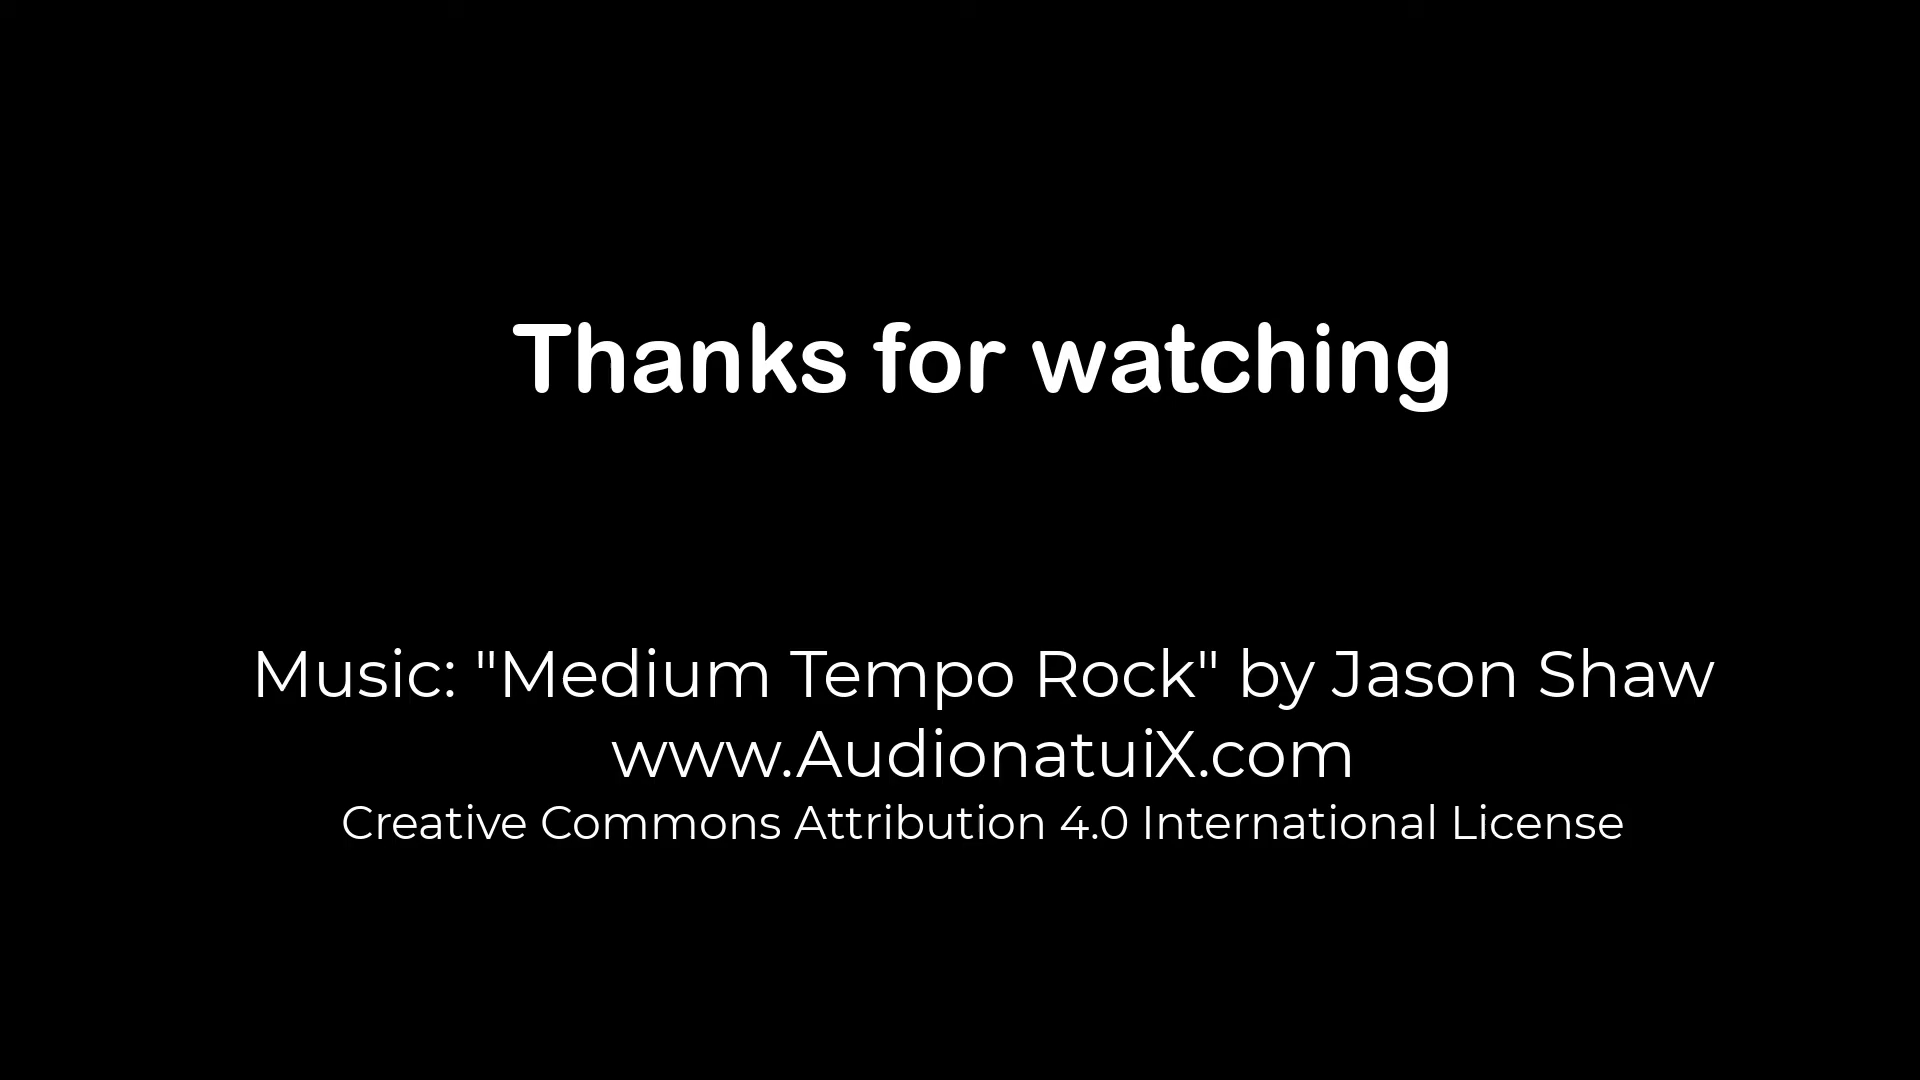 Thanks for watching
Music: "Medium Tempo Rock" by Jason Shaw
www.AudionatuiX.com
Creative Commons Attribution 4.0 International License